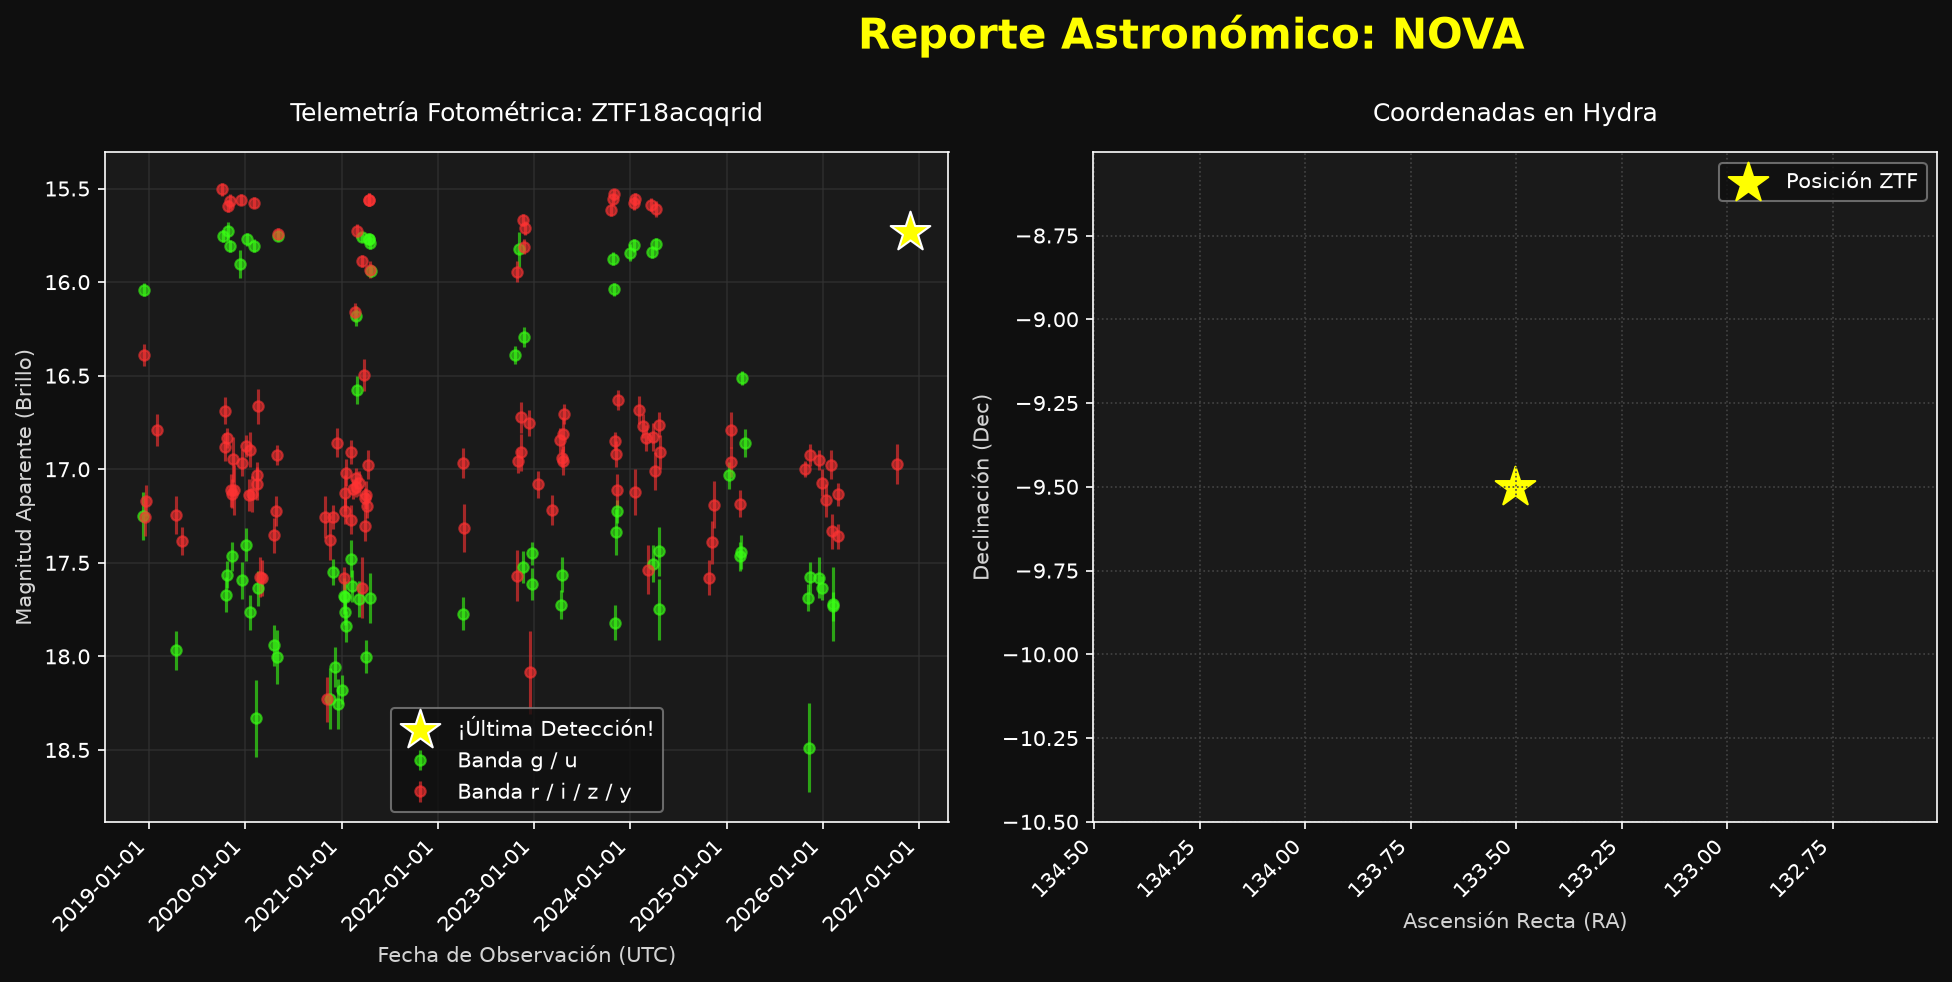 Reporte Astronómico: NOVA
Telemetría Fotométrica: ZTF18acqqrid
Magnitud Aparente (Brillo)
15.5
16.0
16.5
17.0
17.5
18.0
18.5
¡Última Detección!
Banda g / u
Banda r / i / z / y
2019-01-01
2020-01-01
2021-01-01
2022-01-01
2023-01-01
2024-01-01
2025-01-01
2026-01-01
2027-01-01
Fecha de Observación (UTC)
Coordenadas en Hydra
Posición ZTF
Declinación (Dec)
−8.75
−9.00
−9.25
−9.50
−9.75
−10.00
−10.25
−10.50
134.50
134.25
134.00
133.75
133.50
133.25
133.00
132.75
Ascensión Recta (RA)